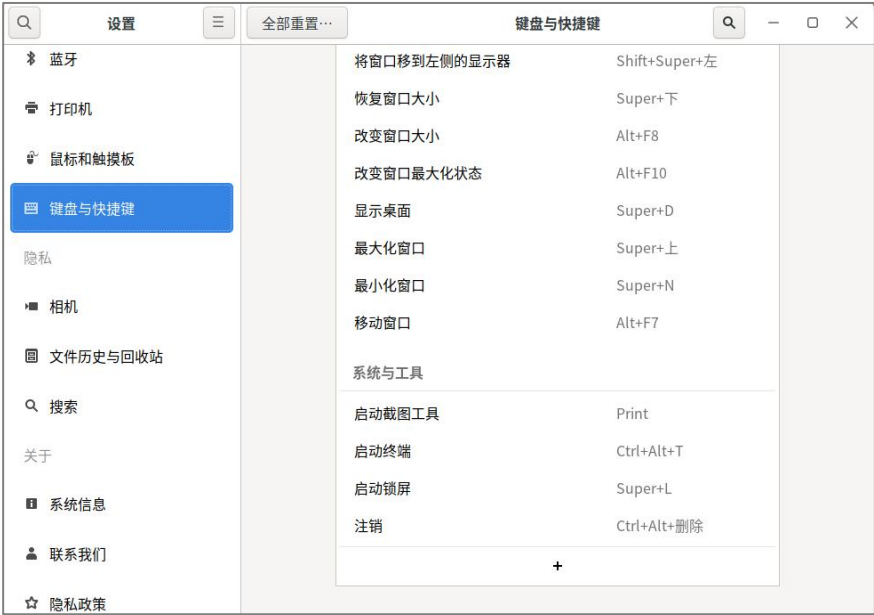 设置
全部重置…
键盘与快捷键
蓝牙
打印机
鼠标和触摸板
键盘与快捷键
隐私
相机
文件历史与回收站
搜索
关于
系统信息
联系我们
隐私政策
将窗口移到左侧的显示器 Shift+Super+左
恢复窗口大小 Super+下
改变窗口大小 Alt+F8
改变窗口最大化状态 Alt+F10
显示桌面 Super+D
最大化窗口 Super+上
最小化窗口 Super+N
移动窗口 Alt+F7
系统与工具
启动截图工具 Print
启动终端 Ctrl+Alt+T
启动锁屏 Super+L
注销 Ctrl+Alt+删除
+